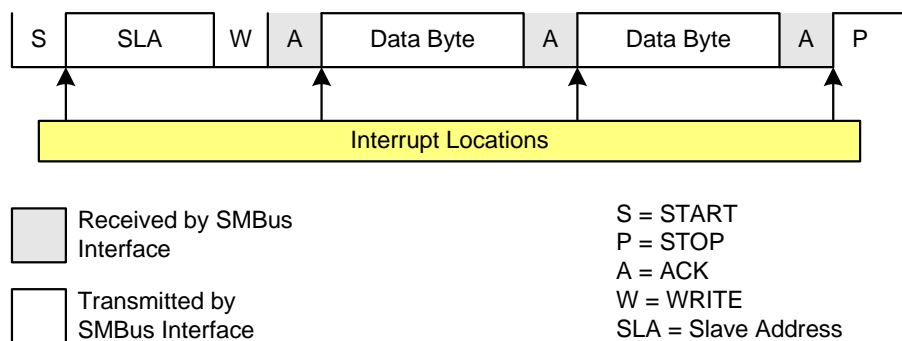 S SLA W A Data Byte A Data Byte A P
Interrupt Locations
Received by SMBus
Interface
Transmitted by
SMBus Interface
S = START
P = STOP
A = ACK
W = WRITE
SLA = Slave Address